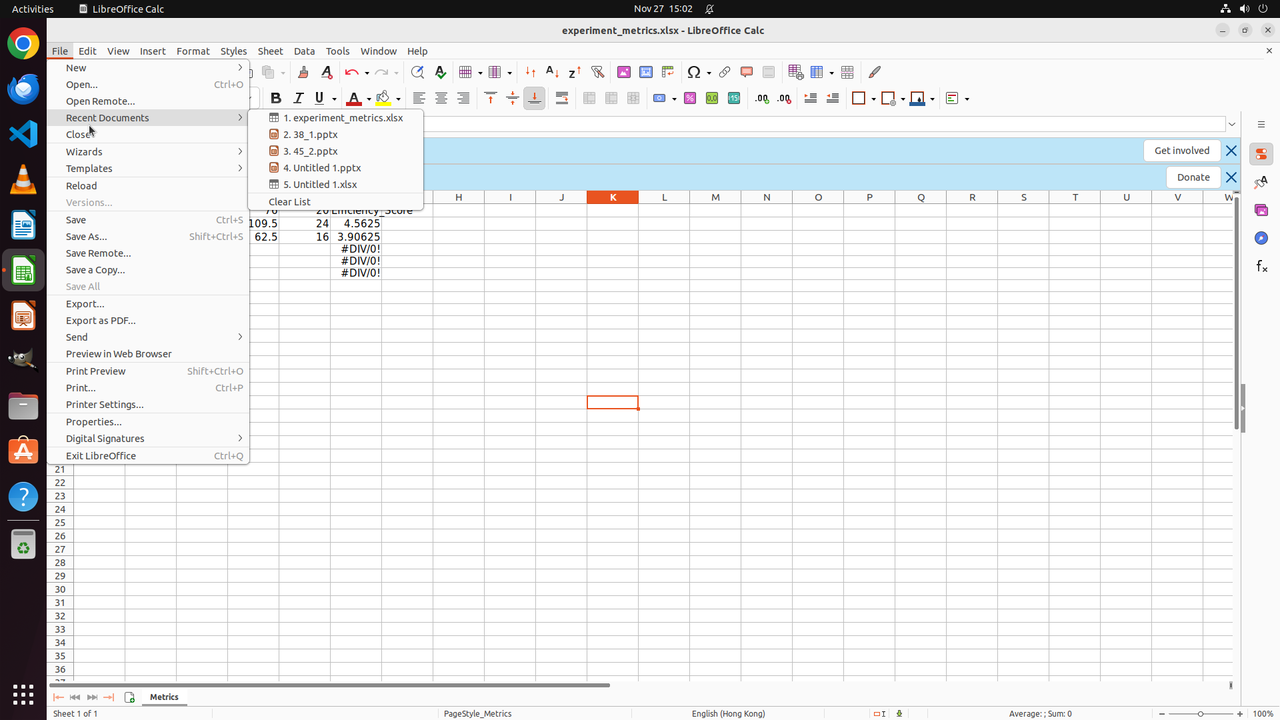 Activities
LibreOffice Calc
Nov 27 15:02
experiment_metrics.xlsx - LibreOffice Calc
File Edit View Insert Format Styles Sheet Data Tools Window Help
New
Open... Ctrl+O
Open Remote...
Recent Documents
Close
Wizards
Templates
Reload
Versions...
Save Ctrl+S
Save As... Shift+Ctrl+S
Save Remote...
Save a Copy...
Save All
Export...
Export as PDF...
Send
Preview in Web Browser
Print Preview Shift+Ctrl+O
Print... Ctrl+P
Printer Settings...
Properties...
Digital Signatures
Exit LibreOffice Ctrl+Q
1. experiment_metrics.xlsx
2. 38_1.pptx
3. 45_2.pptx
4. Untitled 1.pptx
5. Untitled 1.xlsx
Clear List
Get involved
Donate
H I J K L M N O P Q R S T U V W
109.5 24 4.5625
62.5 16 3.90625
#DIV/0!
#DIV/0!
#DIV/0!
21
22
23
24
25
26
27
28
29
30
31
32
33
34
35
36
Metrics
Sheet 1 of 1
PageStyle_Metrics
English (Hong Kong)
Average: ; Sum: 0
100%